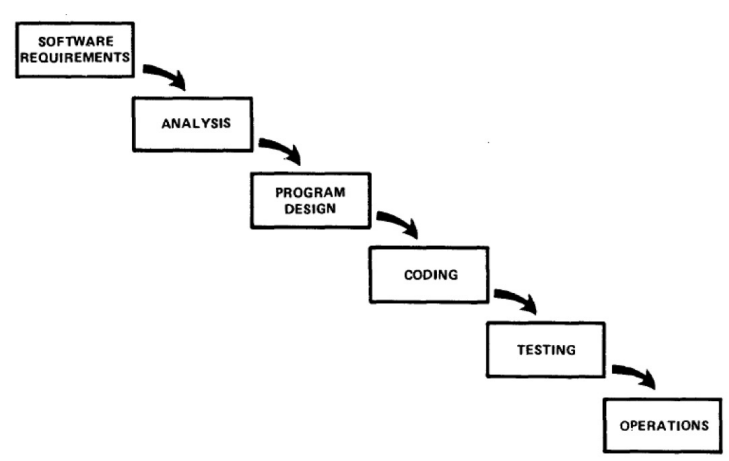 SOFTWARE
REQUIREMENTS
ANALYSIS
PROGRAM
DESIGN
CODING
TESTING
OPERATIONS